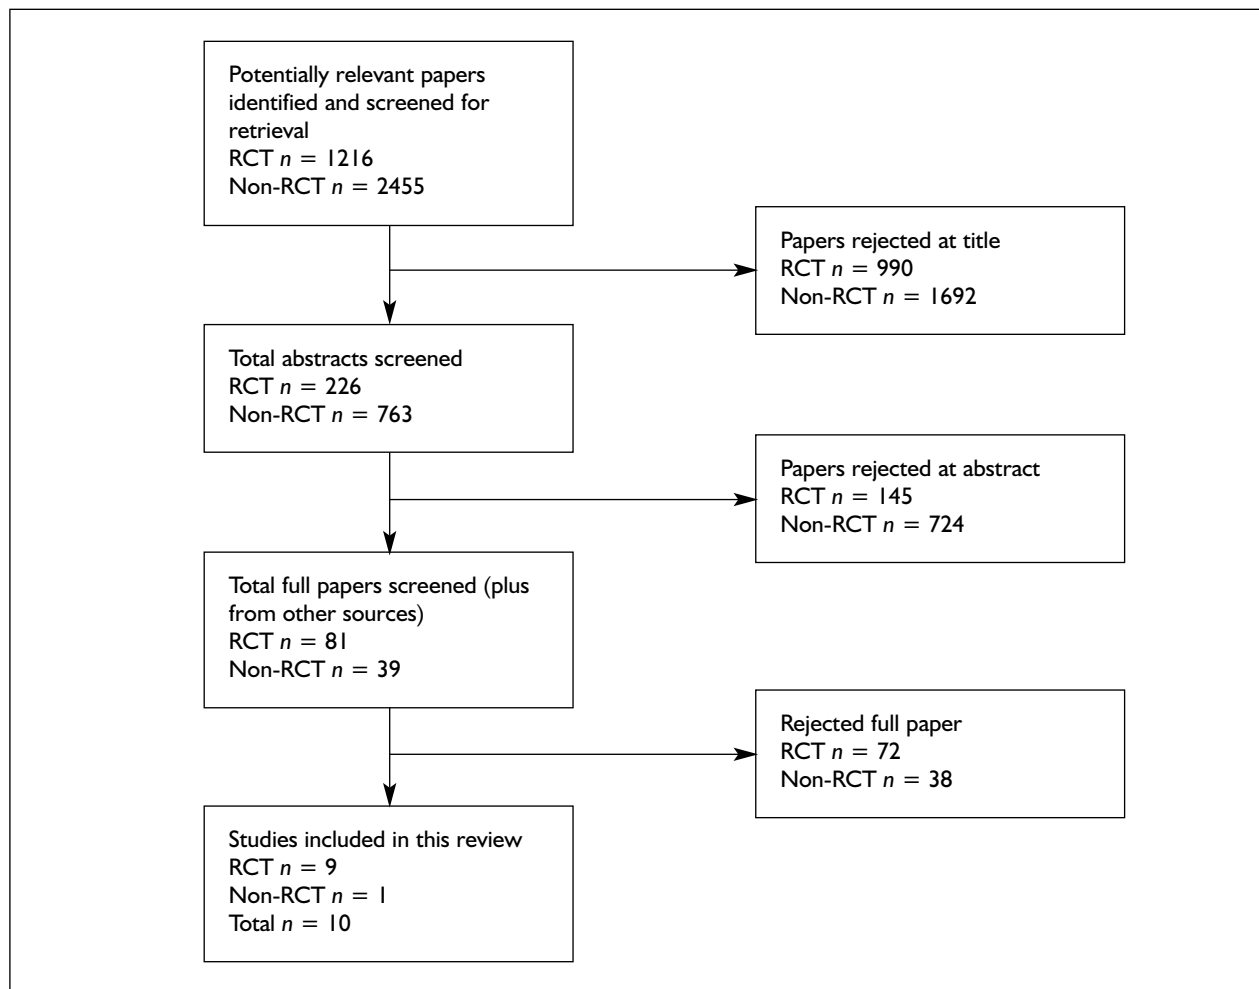 Potentially relevant papers
identified and screened for
retrieval
RCT n = 1216
Non-RCT n = 2455
Papers rejected at title
RCT n = 990
Non-RCT n = 1692
Total abstracts screened
RCT n = 226
Non-RCT n = 763
Papers rejected at abstract
RCT n = 145
Non-RCT n = 724
Total full papers screened (plus
from other sources)
RCT n = 81
Non-RCT n = 39
Rejected full paper
RCT n = 72
Non-RCT n = 38
Studies included in this review
RCT n = 9
Non-RCT n = 1
Total n = 10